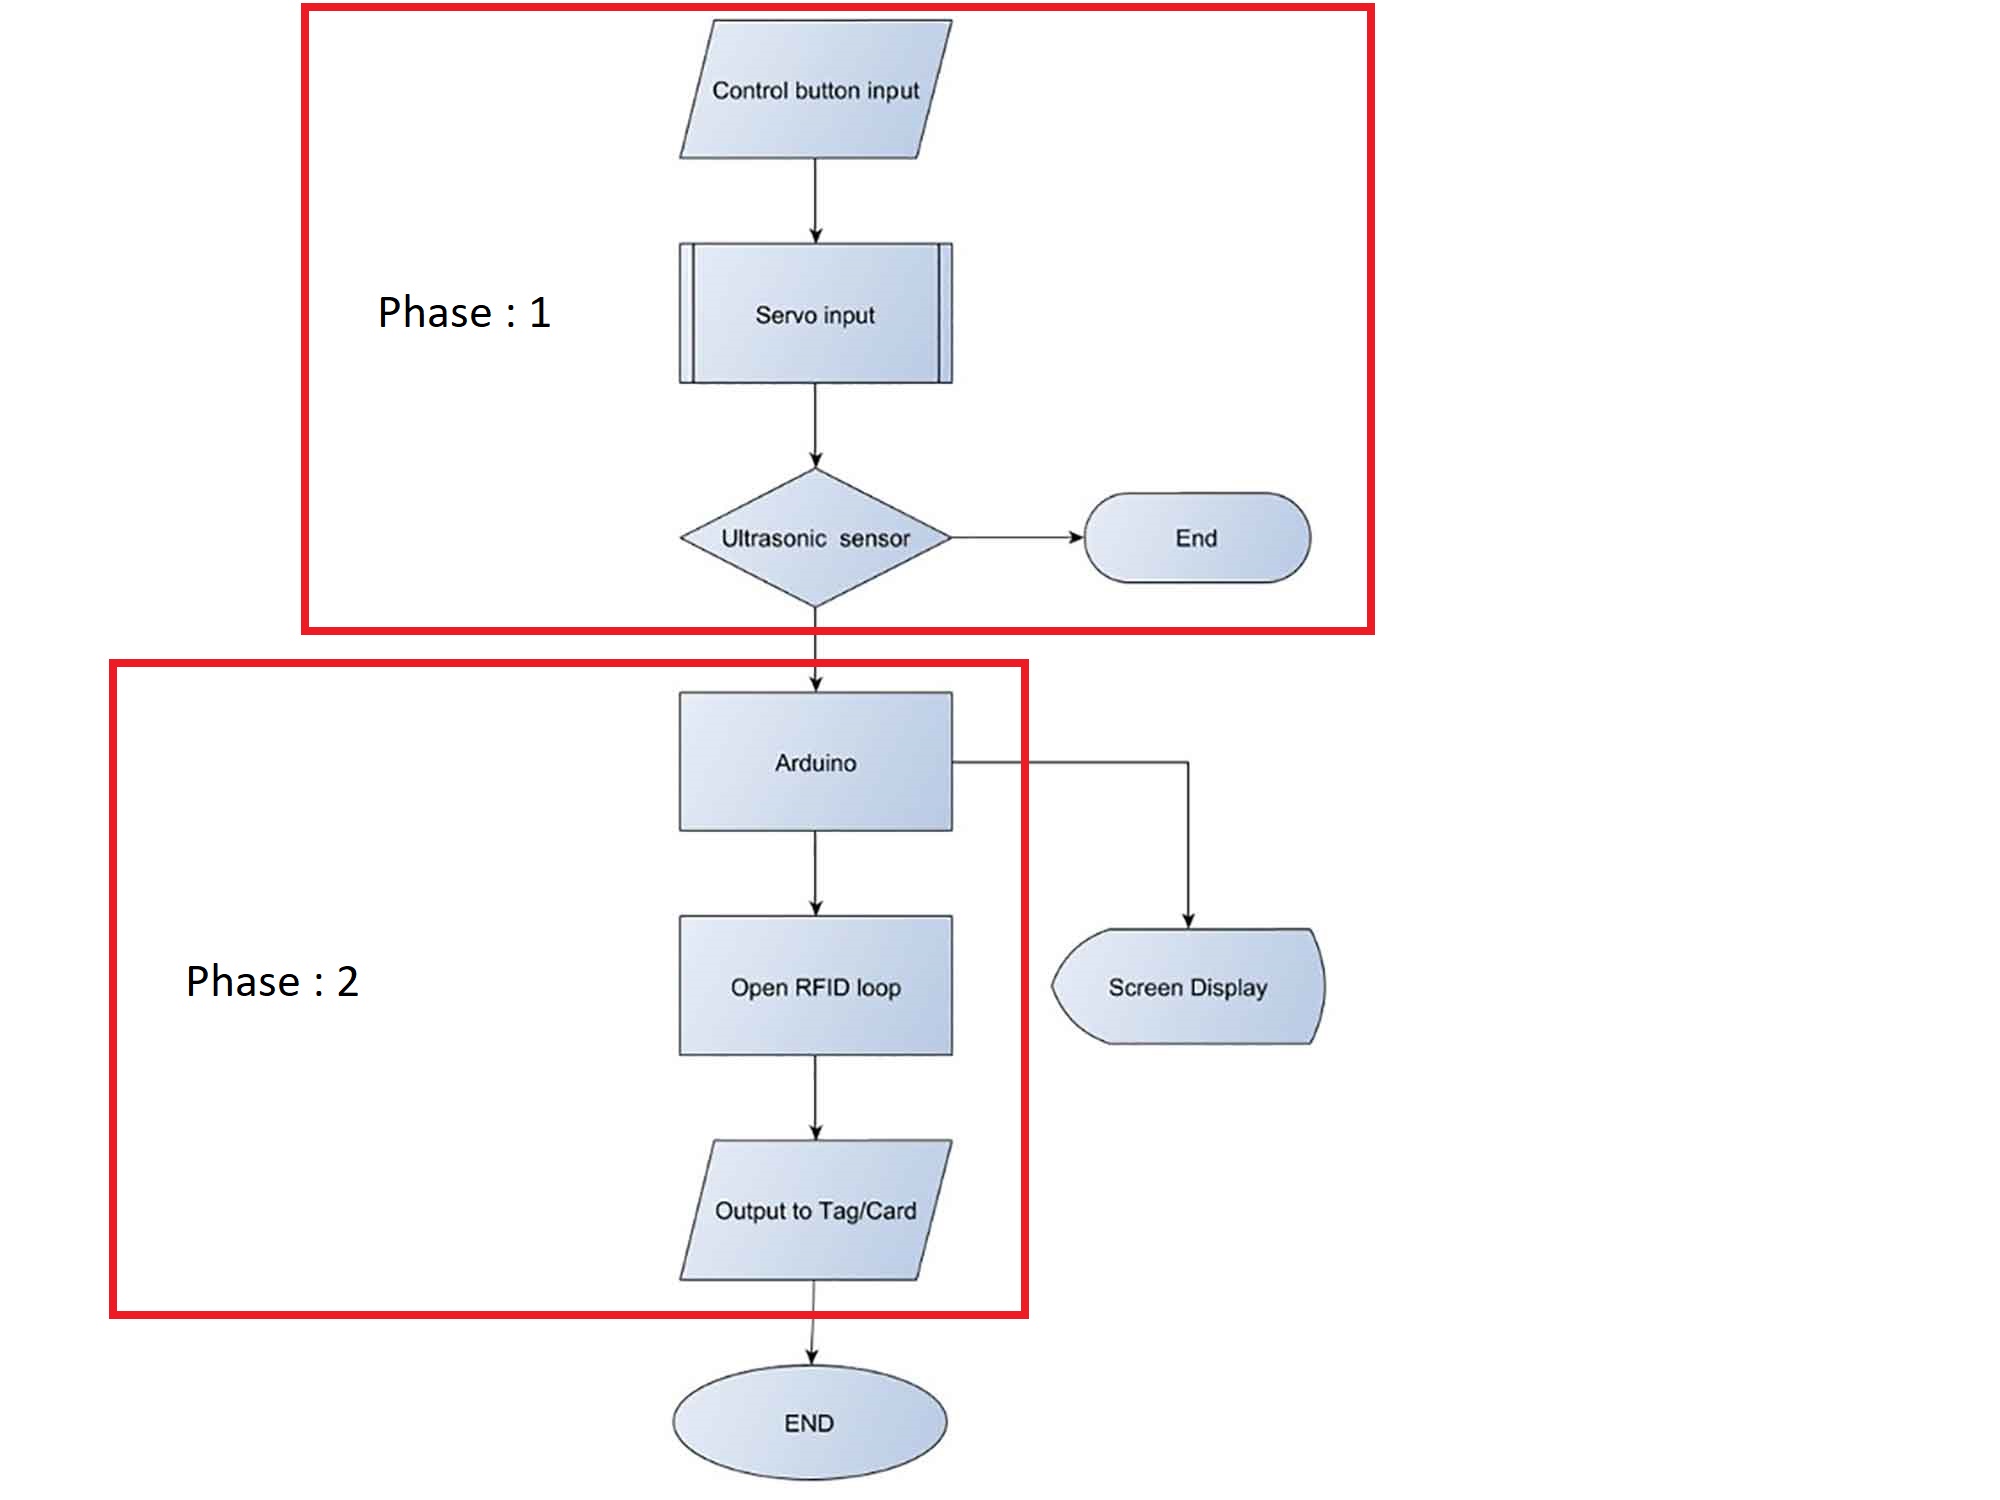 Control button input
Phase : 1
Servo input
Ultrasonic sensor
End
Arduino
Phase : 2
Open RFID loop
Screen Display
Output to Tag/Card
END